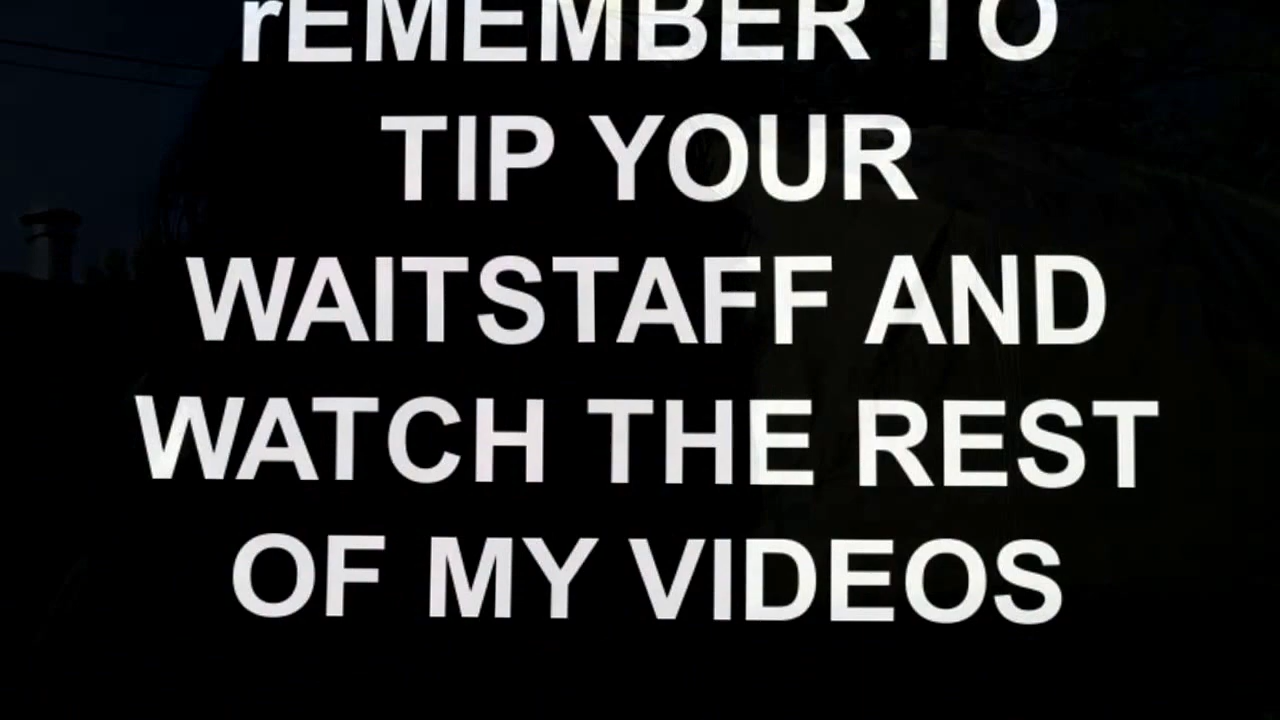 rEMEMBER TO
TIP YOUR
WAITSTAFF AND
WATCH THE REST
OF MY VIDEOS